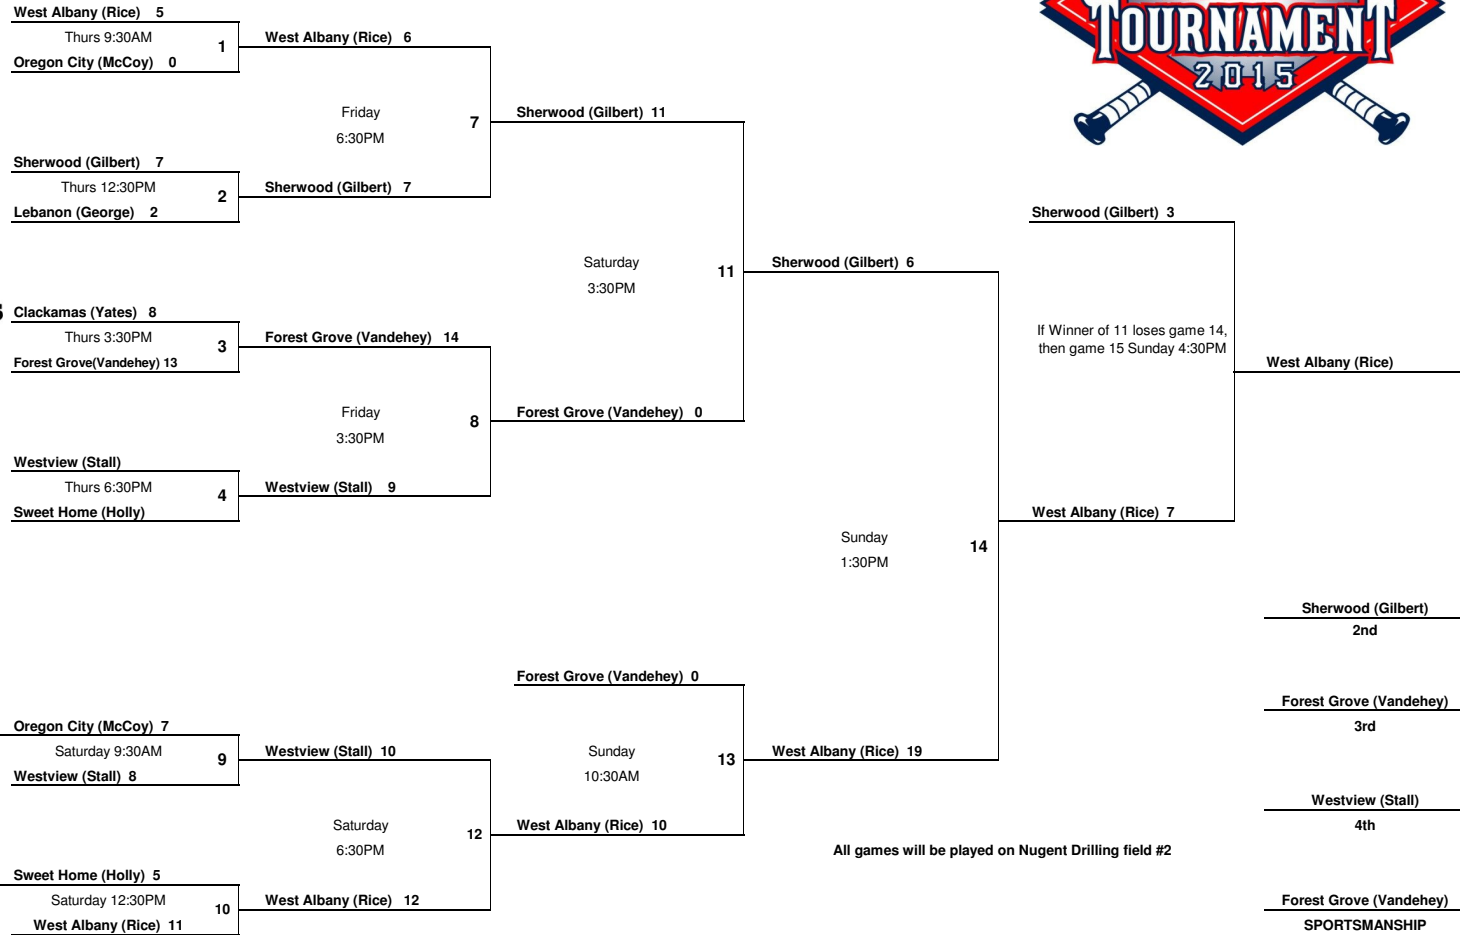 TOURNAMENT
2015
West Albany (Rice) 5
Thurs 9:30AM
1
Oregon City (McCoy) 0
West Albany (Rice) 6
Friday
6:30PM
7
Sherwood (Gilbert) 11
Sherwood (Gilbert) 7
Thurs 12:30PM
2
Lebanon (George) 2
Sherwood (Gilbert) 7
Saturday
3:30PM
11
Sherwood (Gilbert) 6
Sherwood (Gilbert) 3
Clackamas (Yates) 8
Thurs 3:30PM
3
Forest Grove(Vandehey) 13
Forest Grove (Vandehey) 14
If Winner of 11 loses game 14,
then game 15 Sunday 4:30PM
West Albany (Rice)
Friday
3:30PM
8
Forest Grove (Vandehey) 0
Westview (Stall)
Thurs 6:30PM
4
Sweet Home (Holly)
Westview (Stall) 9
West Albany (Rice) 7
Sunday
1:30PM
14
Sherwood (Gilbert)
2nd
Forest Grove (Vandehey) 0
Forest Grove (Vandehey)
3rd
Oregon City (McCoy) 7
Saturday 9:30AM
9
Westview (Stall) 8
Westview (Stall) 10
Sunday
10:30AM
13
West Albany (Rice) 19
Westview (Stall)
4th
Saturday
6:30PM
12
West Albany (Rice) 10
All games will be played on Nugent Drilling field #2
Sweet Home (Holly) 5
Saturday 12:30PM
10
West Albany (Rice) 11
West Albany (Rice) 12
Forest Grove (Vandehey)
SPORTSMANSHIP